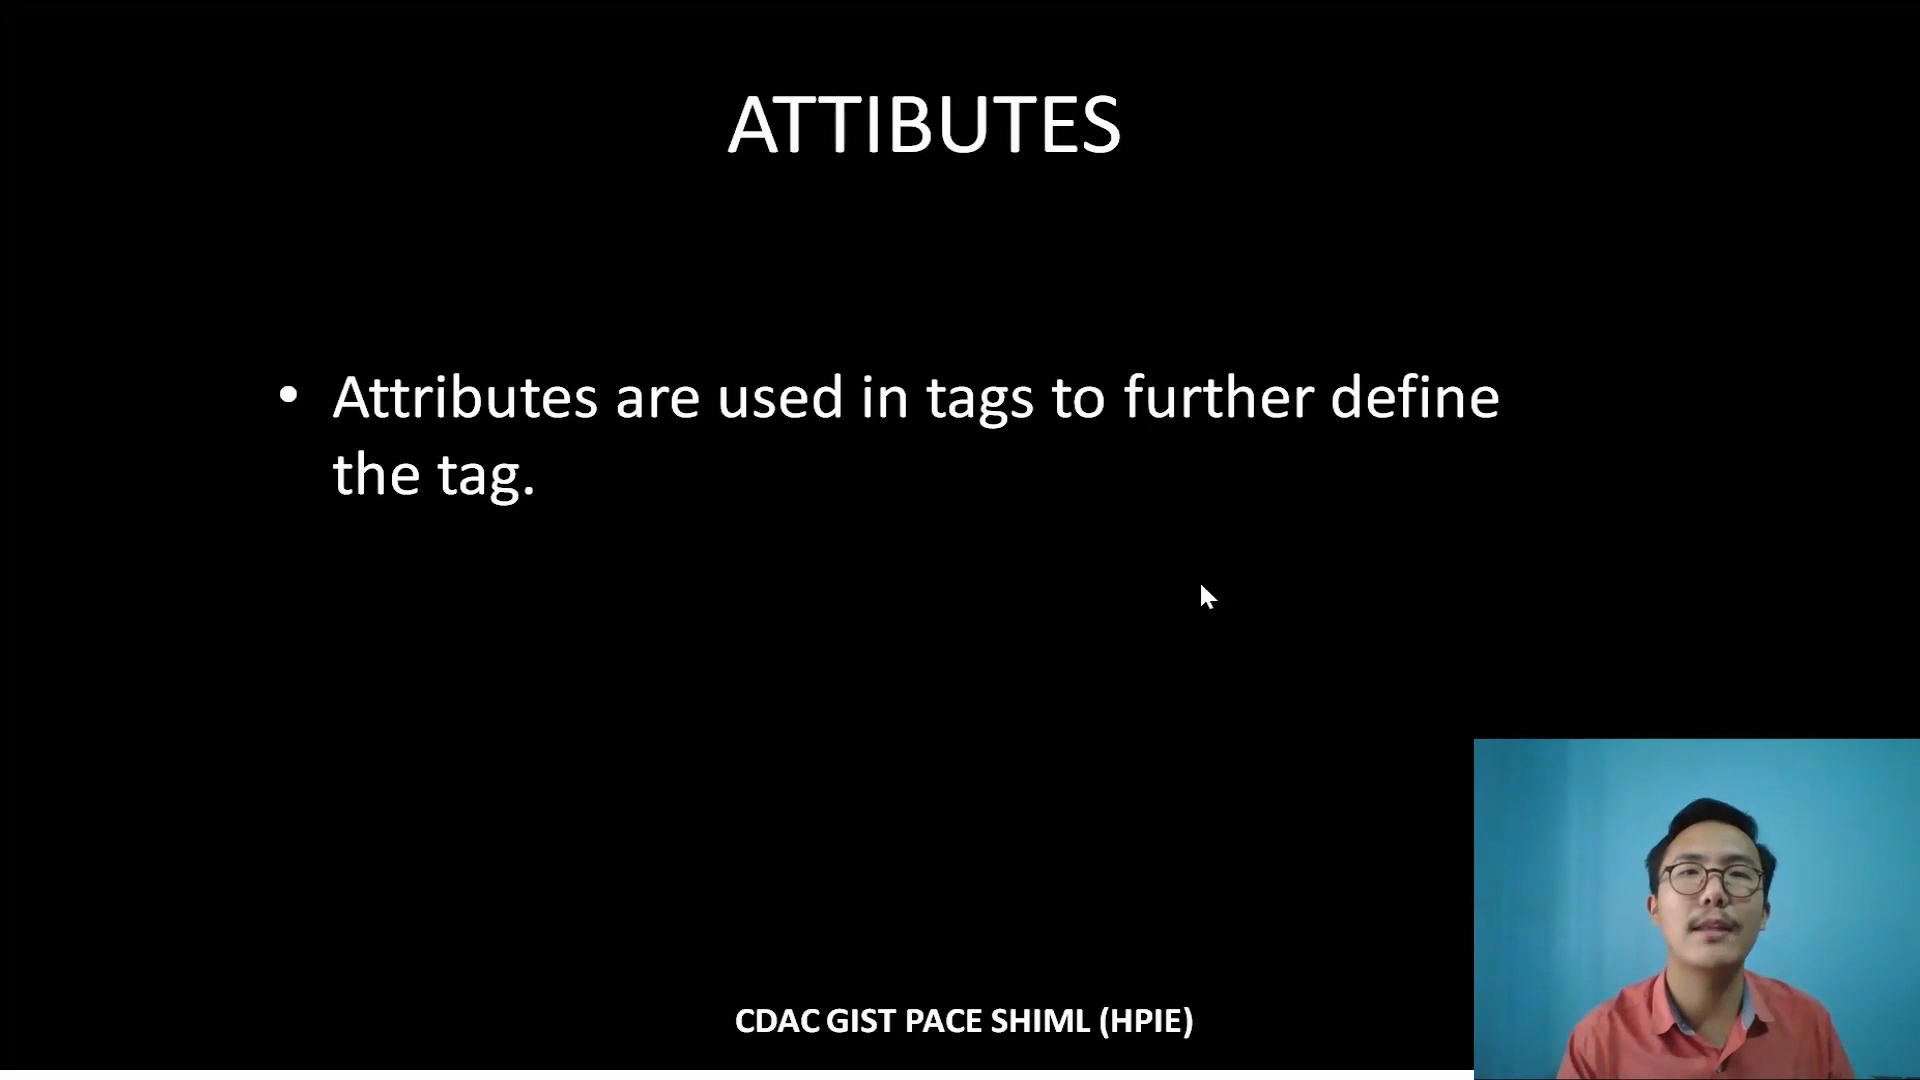 ATTIBUTES
• Attributes are used in tags to further define
the tag.
CDAC GIST PACE SHIML (HPIE)